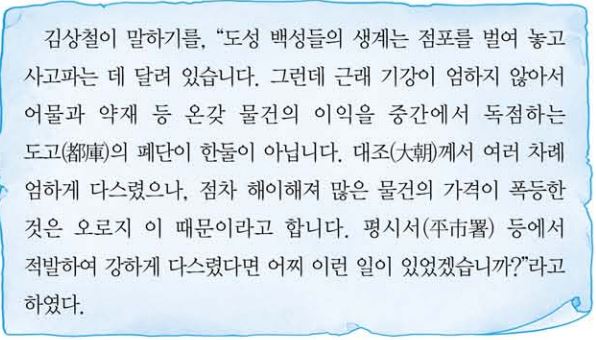 김상철이 말하기를, “도성 백성들의 생계는 점포를 벌여 놓고
사고파는 데 달려 있습니다. 그런데 근래 기강이 엄하지 않아서
어물과 약재 등 온갖 물건의 이익을 중간에서 독점하는
도고(都庫)의 폐단이 한둘이 아닙니다. 대조(大朝)께서 여러 차례
엄하게 다스렸으나, 점차 해이해져 많은 물건의 가격이 폭등한
것은 오로지 이 때문이라고 합니다. 평시서(平市署) 등에서
적발하여 강하게 다스렸다면 어찌 이런 일이 있었겠습니까?”라고
하였다.